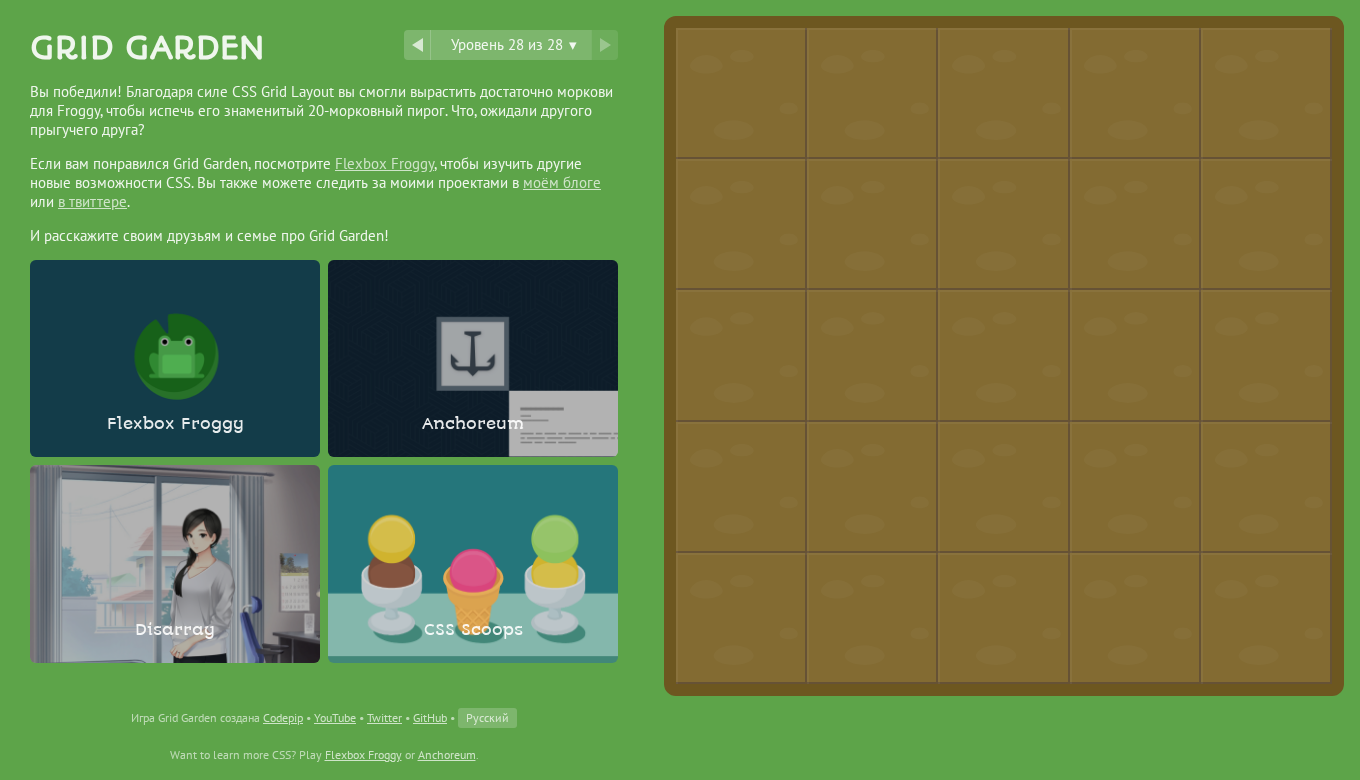 GRID GARDEN
Уровень 28 из 28 ▾
Вы победили! Благодаря силе CSS Grid Layout вы смогли вырастить достаточно моркови
для Froggy, чтобы испечь его знаменитый 20-морковный пирог. Что, ожидали другого
прыгучего друга?
Если вам понравился Grid Garden, посмотрите Flexbox Froggy, чтобы изучить другие
новые возможности CSS. Вы также можете следить за моими проектами в моём блоге
или в твиттере.
И расскажите своим друзьям и семье про Grid Garden!
Flexbox Froggy
Anchoreum
Disarray
CSS Scoops
Игра Grid Garden создана Codepip • YouTube • Twitter • GitHub • Русский
Want to learn more CSS? Play Flexbox Froggy or Anchoreum.